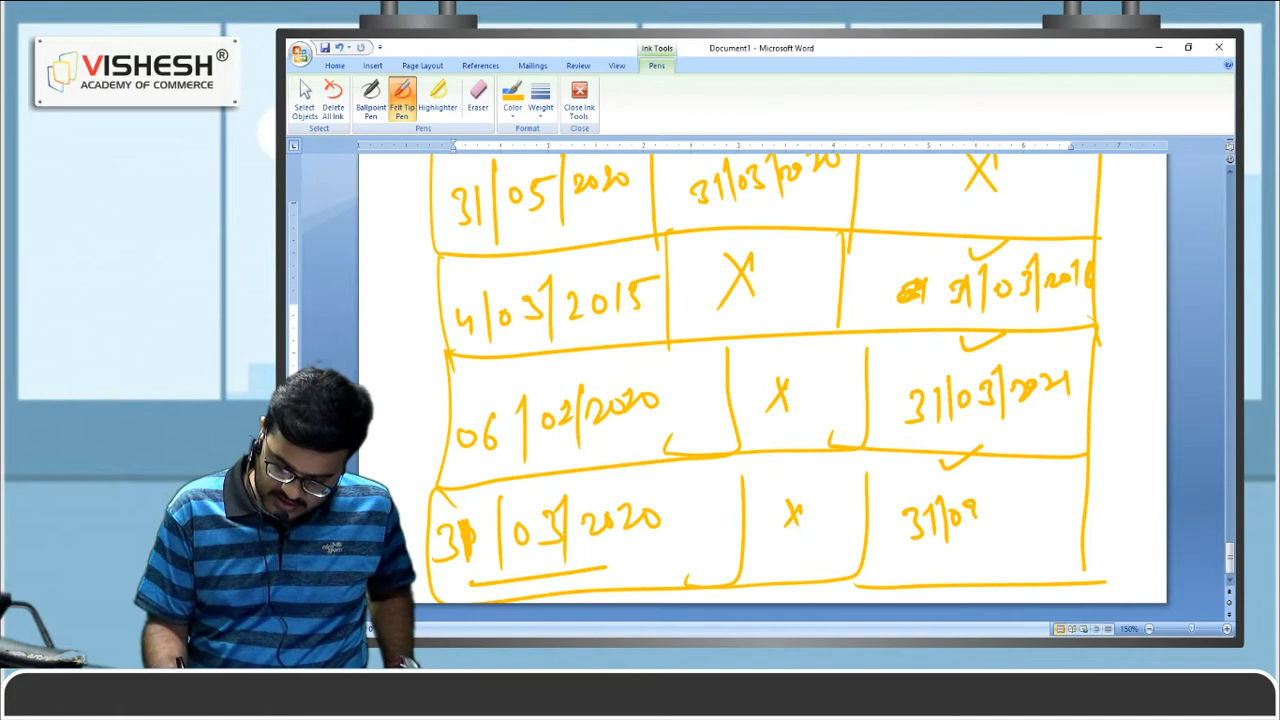 VISHESH®
ACADEMY OF COMMERCE
Ink Tools
Document1 - Microsoft Word
Home Insert Page Layout References Mailings Review View Pens
Select Objects
Delete All Ink
Ballpoint Pen
Felt Tip Pen
Highlighter
Eraser
Color
Weight
Close Ink Tools
Select Pens Format Close
31/05/2020 31/03/2020 X
4/03/2015 X 31/03/2016
06/02/2020 X 31/03/2021
/03/2020 X 31/03
150%